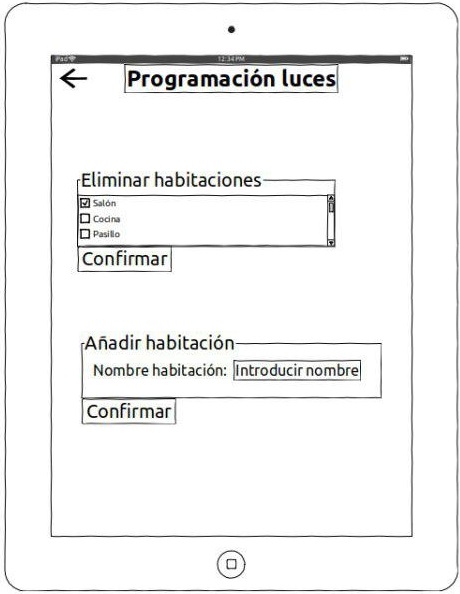 iPad
12:34 PM
Programación luces
Eliminar habitaciones
Salón
Cocina
Pasillo
Confirmar
Añadir habitación
Nombre habitación: Introducir nombre
Confirmar